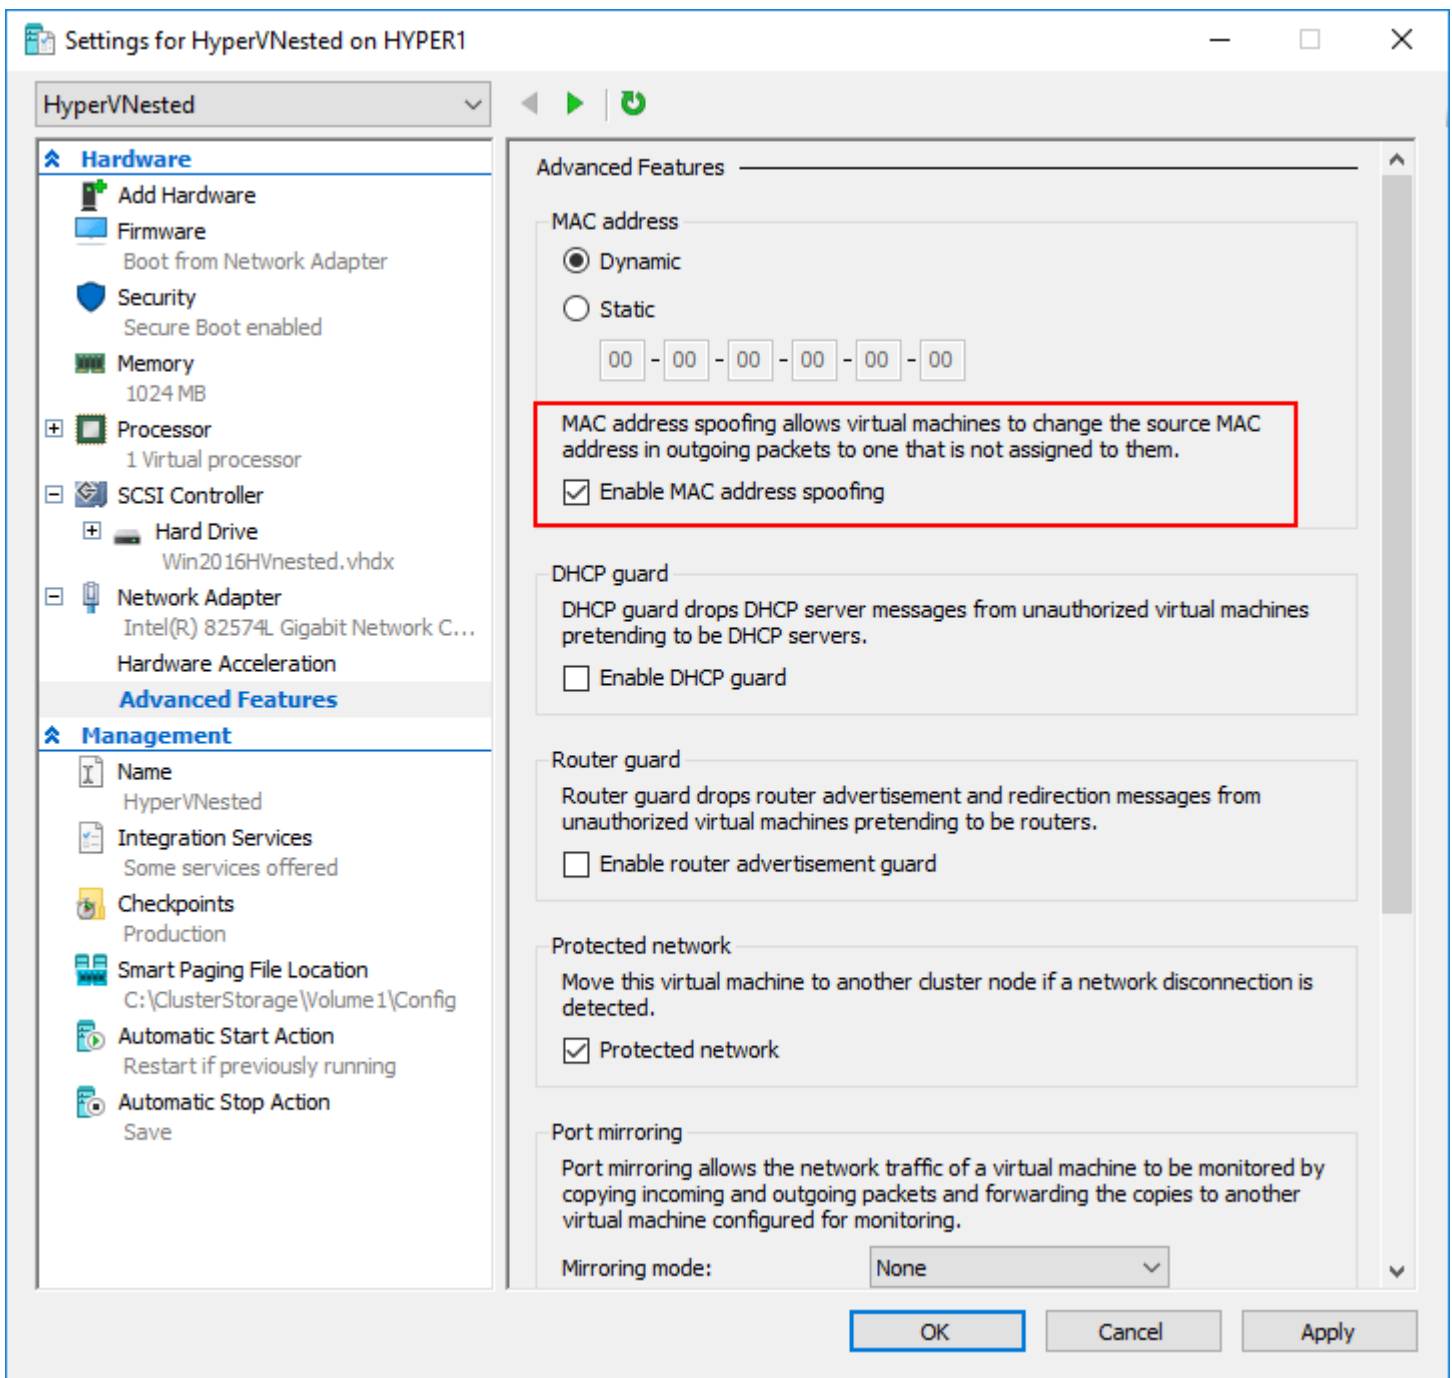 Settings for HyperVNested on HYPER1
HyperVNested
Hardware
Add Hardware
Firmware
Boot from Network Adapter
Security
Secure Boot enabled
Memory
1024 MB
Processor
1 Virtual processor
SCSI Controller
Hard Drive
Win2016HVnested.vhdx
Network Adapter
Intel(R) 82574L Gigabit Network C...
Hardware Acceleration
Advanced Features
Management
Name
HyperVNested
Integration Services
Some services offered
Checkpoints
Production
Smart Paging File Location
C:\ClusterStorage\Volume1\Config
Automatic Start Action
Restart if previously running
Automatic Stop Action
Save
Advanced Features
MAC address
Dynamic
Static
00 - 00 - 00 - 00 - 00 - 00
MAC address spoofing allows virtual machines to change the source MAC
address in outgoing packets to one that is not assigned to them.
Enable MAC address spoofing
DHCP guard
DHCP guard drops DHCP server messages from unauthorized virtual machines
pretending to be DHCP servers.
Enable DHCP guard
Router guard
Router guard drops router advertisement and redirection messages from
unauthorized virtual machines pretending to be routers.
Enable router advertisement guard
Protected network
Move this virtual machine to another cluster node if a network disconnection is
detected.
Protected network
Port mirroring
Port mirroring allows the network traffic of a virtual machine to be monitored by
copying incoming and outgoing packets and forwarding the copies to another
virtual machine configured for monitoring.
Mirroring mode: None
OK Cancel Apply